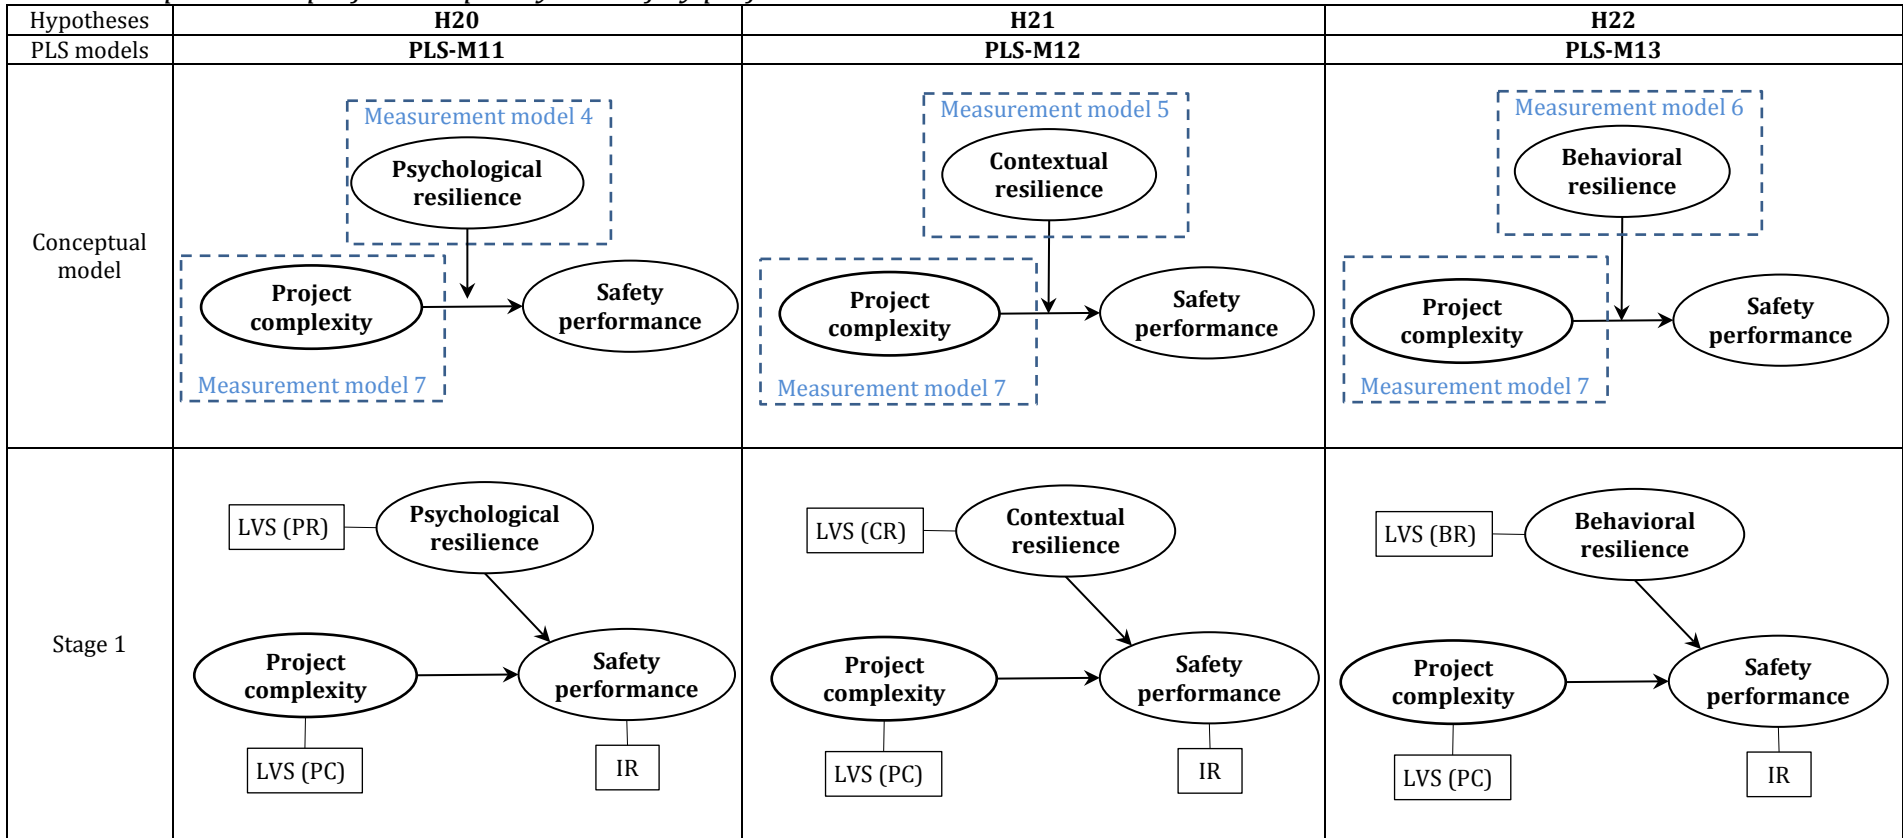 Hypotheses
H20
H21
H22
PLS models
PLS-M11
PLS-M12
PLS-M13
Conceptual
model
Measurement model 4
Psychological
resilience
Project
complexity
Safety
performance
Measurement model 7
Measurement model 5
Contextual
resilience
Project
complexity
Safety
performance
Measurement model 7
Measurement model 6
Behavioral
resilience
Project
complexity
Safety
performance
Measurement model 7
Stage 1
LVS (PR)
Psychological
resilience
Project
complexity
Safety
performance
LVS (PC)
IR
LVS (CR)
Contextual
resilience
Project
complexity
Safety
performance
LVS (PC)
IR
LVS (BR)
Behavioral
resilience
Project
complexity
Safety
performance
LVS (PC)
IR